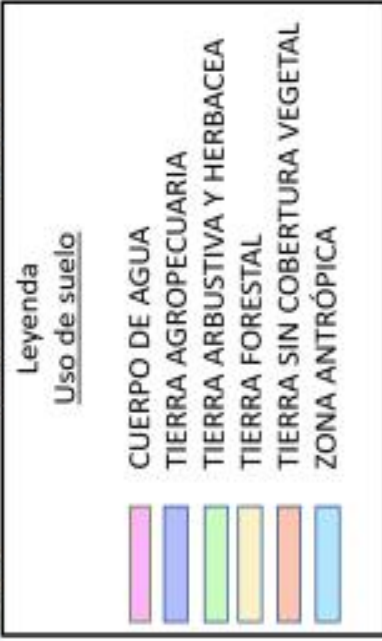 Leyenda
Uso de suelo
CUERPO DE AGUA
TIERRA AGROPECUARIA
TIERRA ARBUSTIVA Y HERBACEA
TIERRA FORESTAL
TIERRA SIN COBERTURA VEGETAL
ZONA ANTRÓPICA